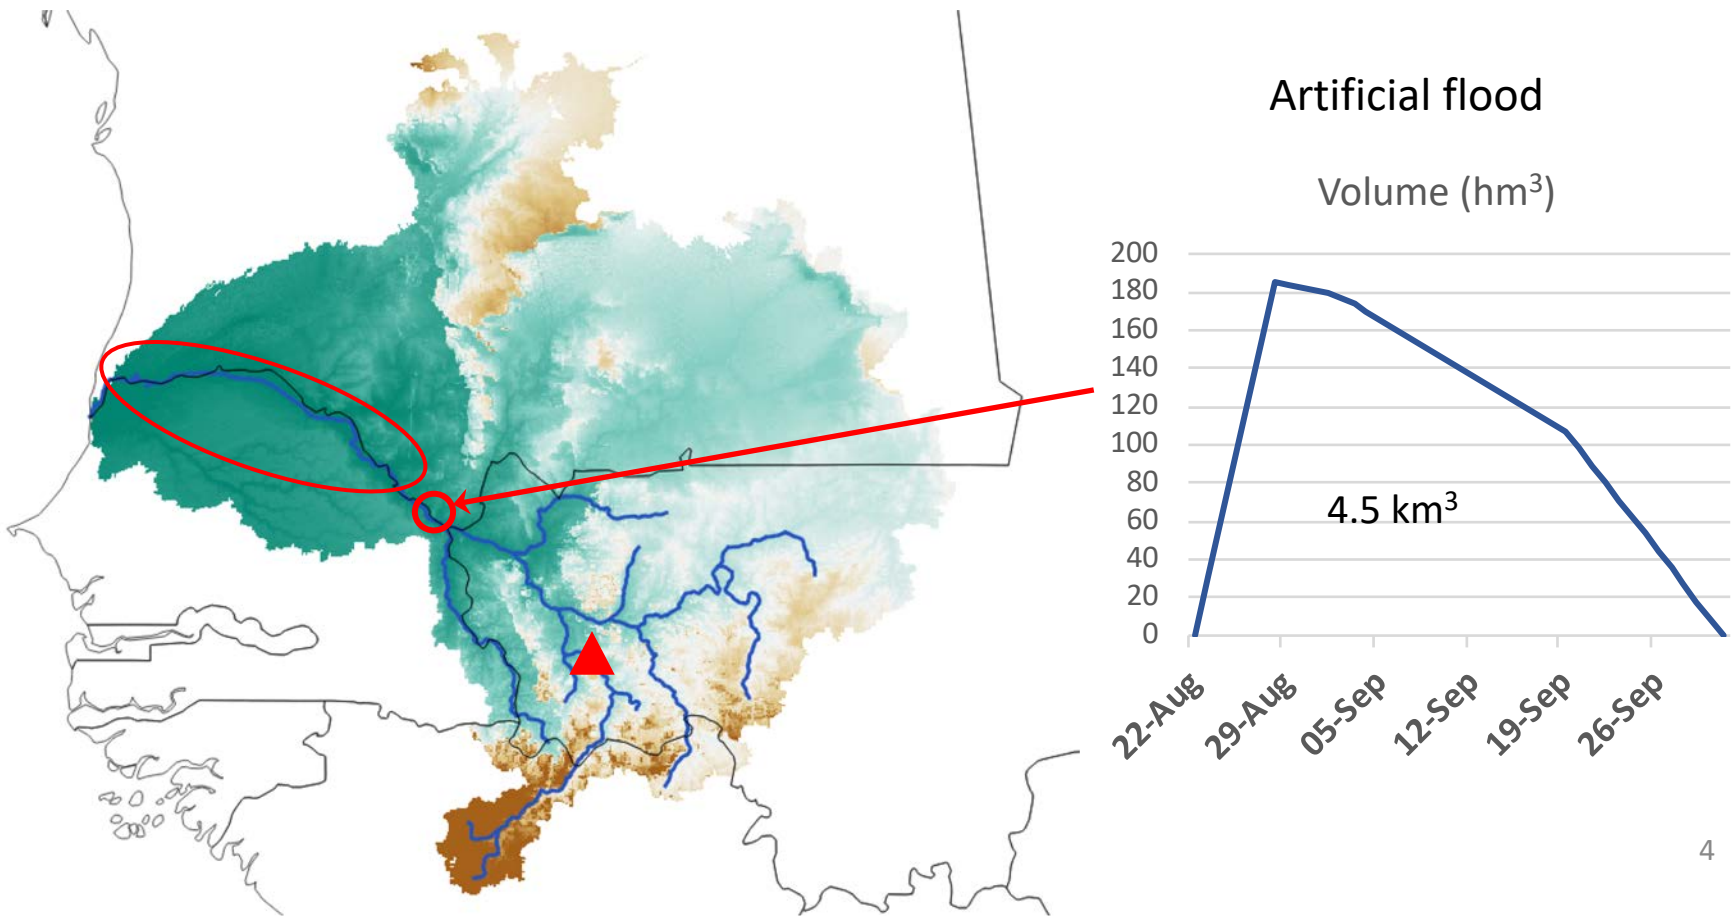 Artificial flood
Volume (hm³)
200
180
160
140
120
100
80
60
40
20
0
4.5 km³
22-Aug
29-Aug
05-Sep
12-Sep
19-Sep
26-Sep
4